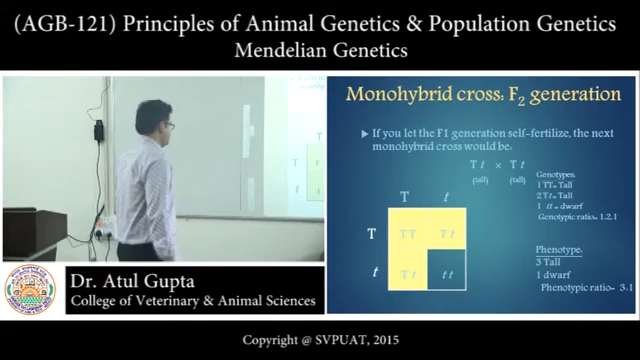 (AGB-121) Principles of Animal Genetics & Population Genetics
Mendelian Genetics
Monohybrid cross: F₂ generation
If you let the F1 generation self-fertilize, the next
monohybrid cross would be:
T t × T t
(tall) (tall)
Genotypes:
1 TT= Tall
2 Tt= Tall
1 tt = dwarf
Genotypic ratio= 1:2:1
T t
T TT Tt
t Tt tt
Phenotype:
3 Tall
1 dwarf
Phenotypic ratio= 3:1
Dr. Atul Gupta
College of Veterinary & Animal Sciences
Copyright @ SVPUAT, 2015